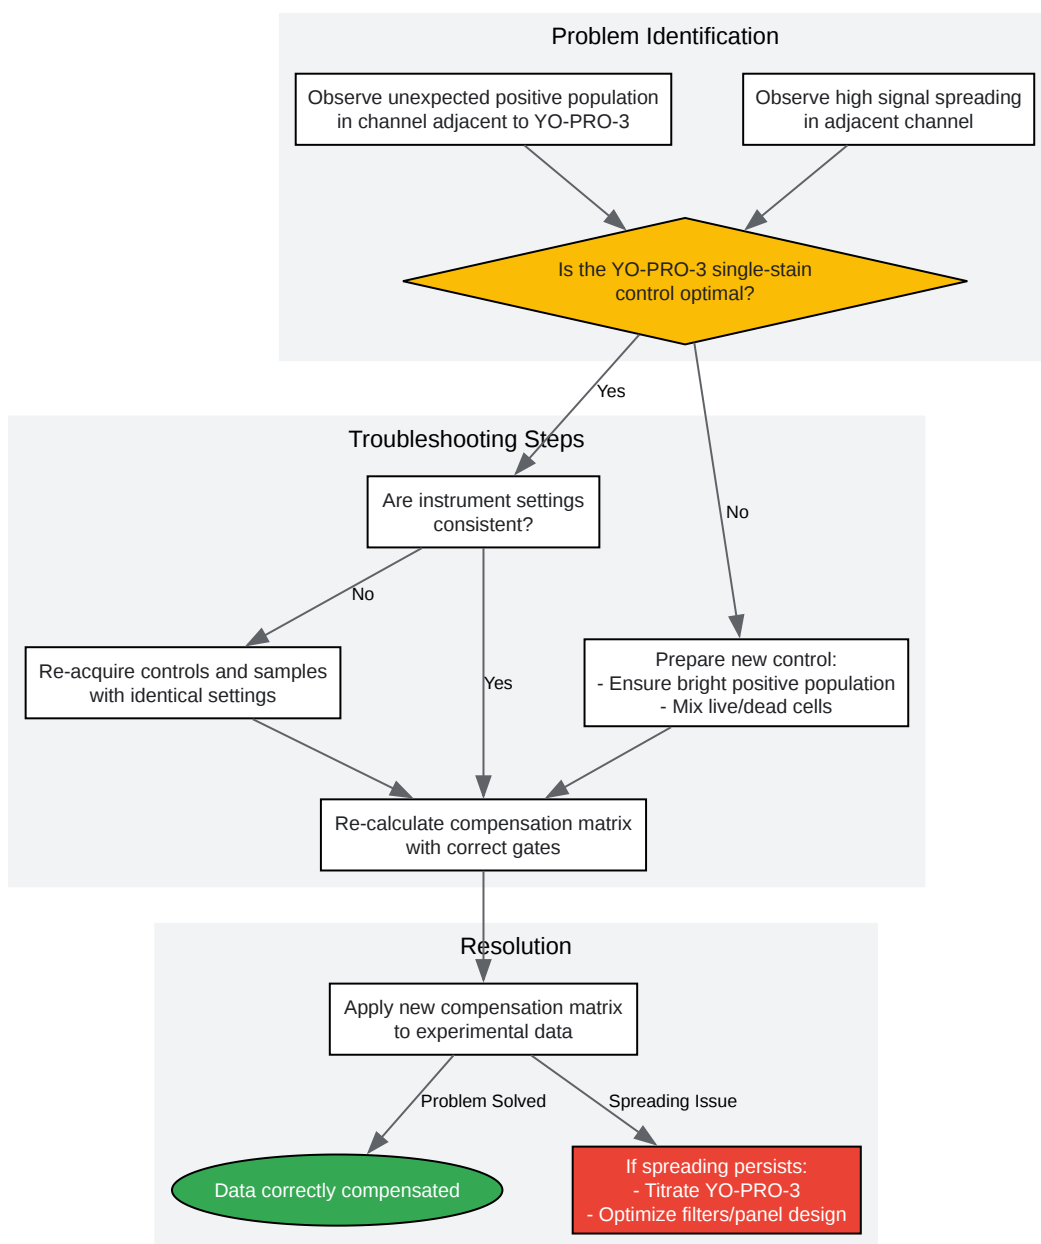 Problem Identification
Observe unexpected positive population
in channel adjacent to YO-PRO-3
Observe high signal spreading
in adjacent channel
Is the YO-PRO-3 single-stain
control optimal?
Yes
No
Troubleshooting Steps
Are instrument settings
consistent?
No
Yes
Re-acquire controls and samples
with identical settings
Prepare new control:
- Ensure bright positive population
- Mix live/dead cells
Re-calculate compensation matrix
with correct gates
Resolution
Apply new compensation matrix
to experimental data
Problem Solved
Spreading Issue
Data correctly compensated
If spreading persists:
- Titrate YO-PRO-3
- Optimize filters/panel design